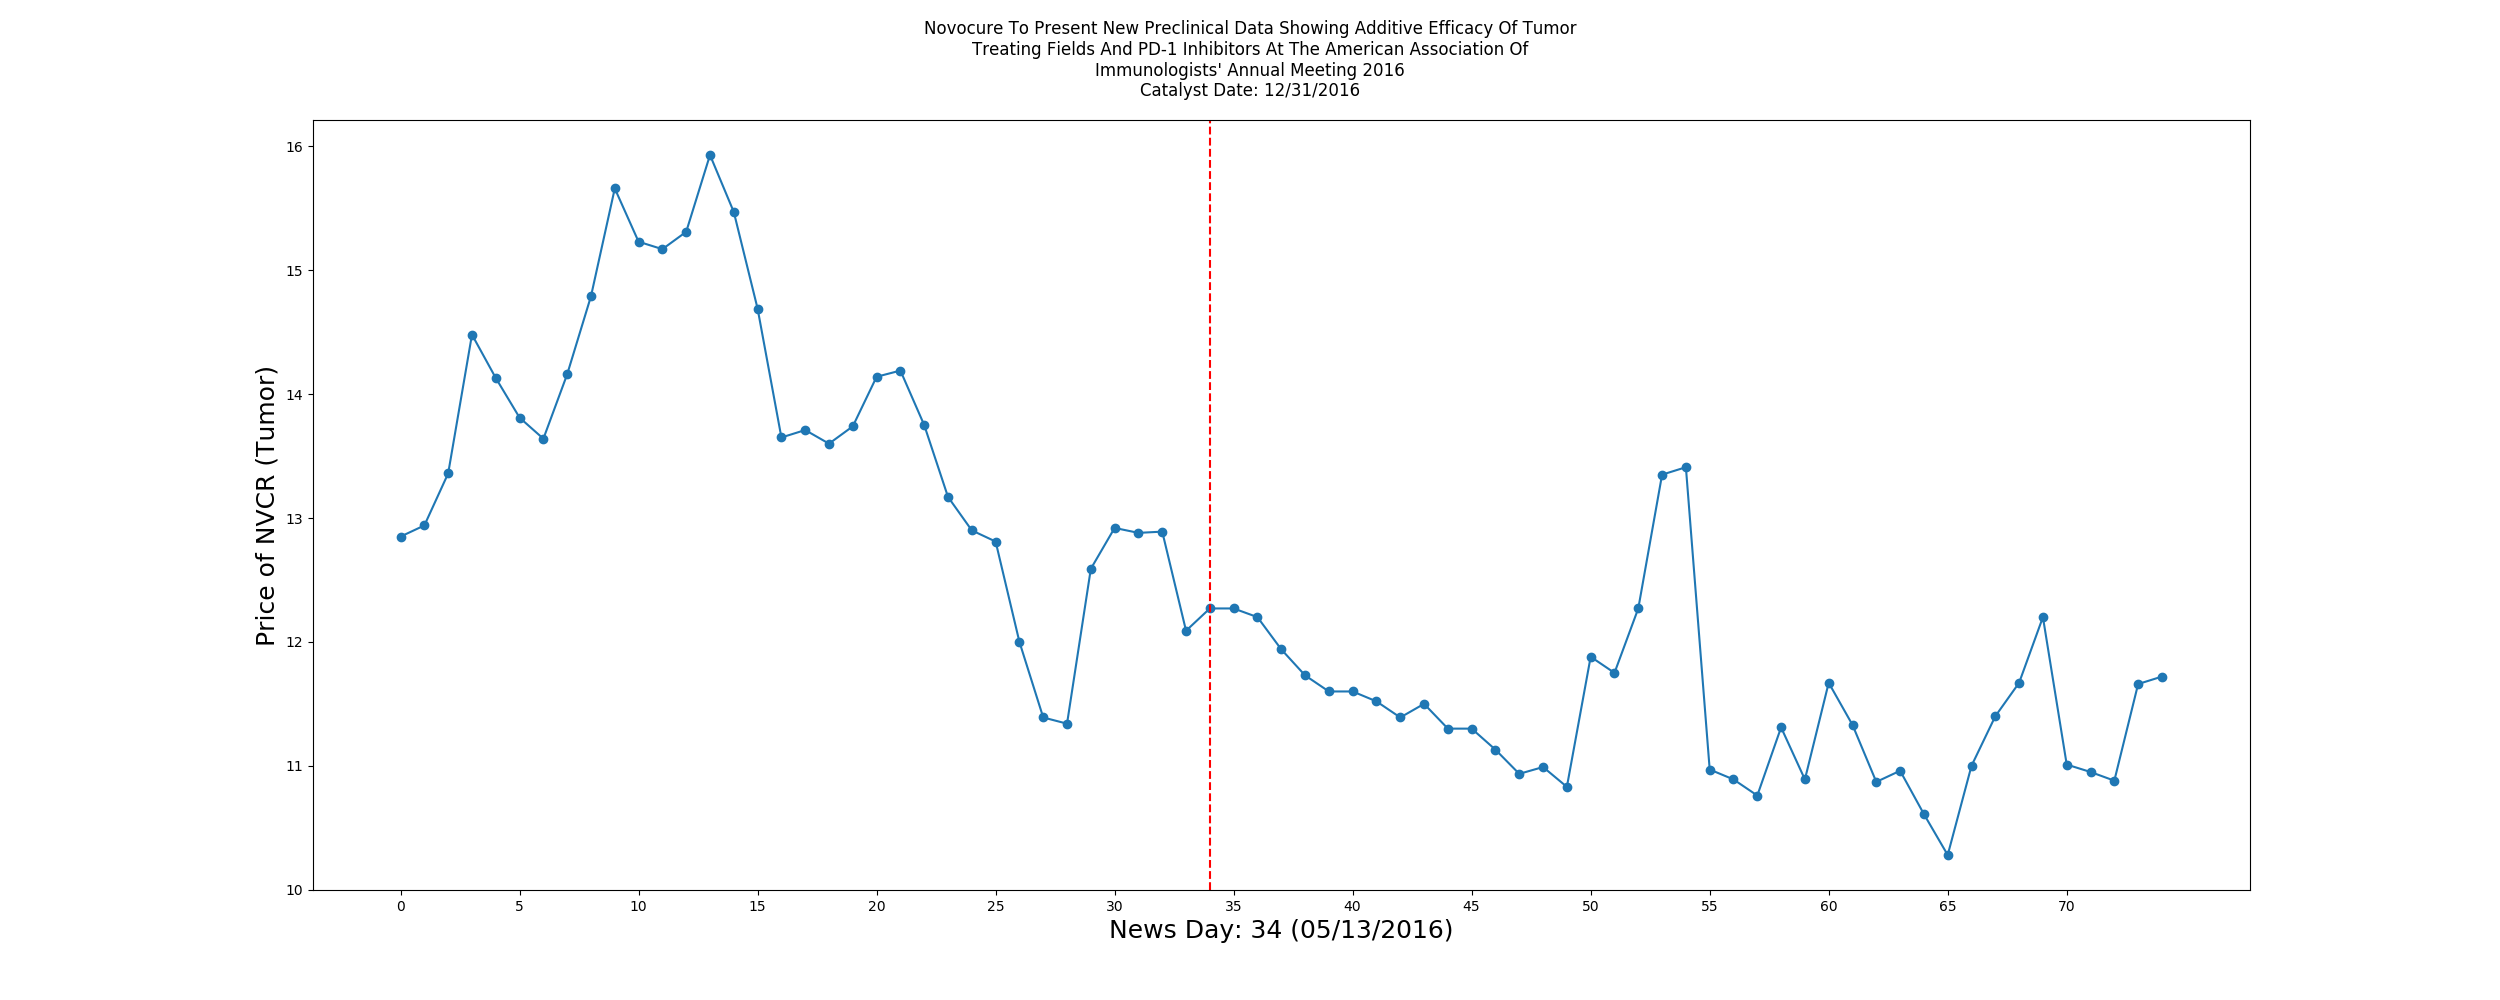 Novocure To Present New Preclinical Data Showing Additive Efficacy Of Tumor
Treating Fields And PD-1 Inhibitors At The American Association Of
Immunologists' Annual Meeting 2016
Catalyst Date: 12/31/2016
Price of NVCR (Tumor)
16
15
14
13
12
11
10
0 5 10 15 20 25 30 35 40 45 50 55 60 65 70
News Day: 34 (05/13/2016)